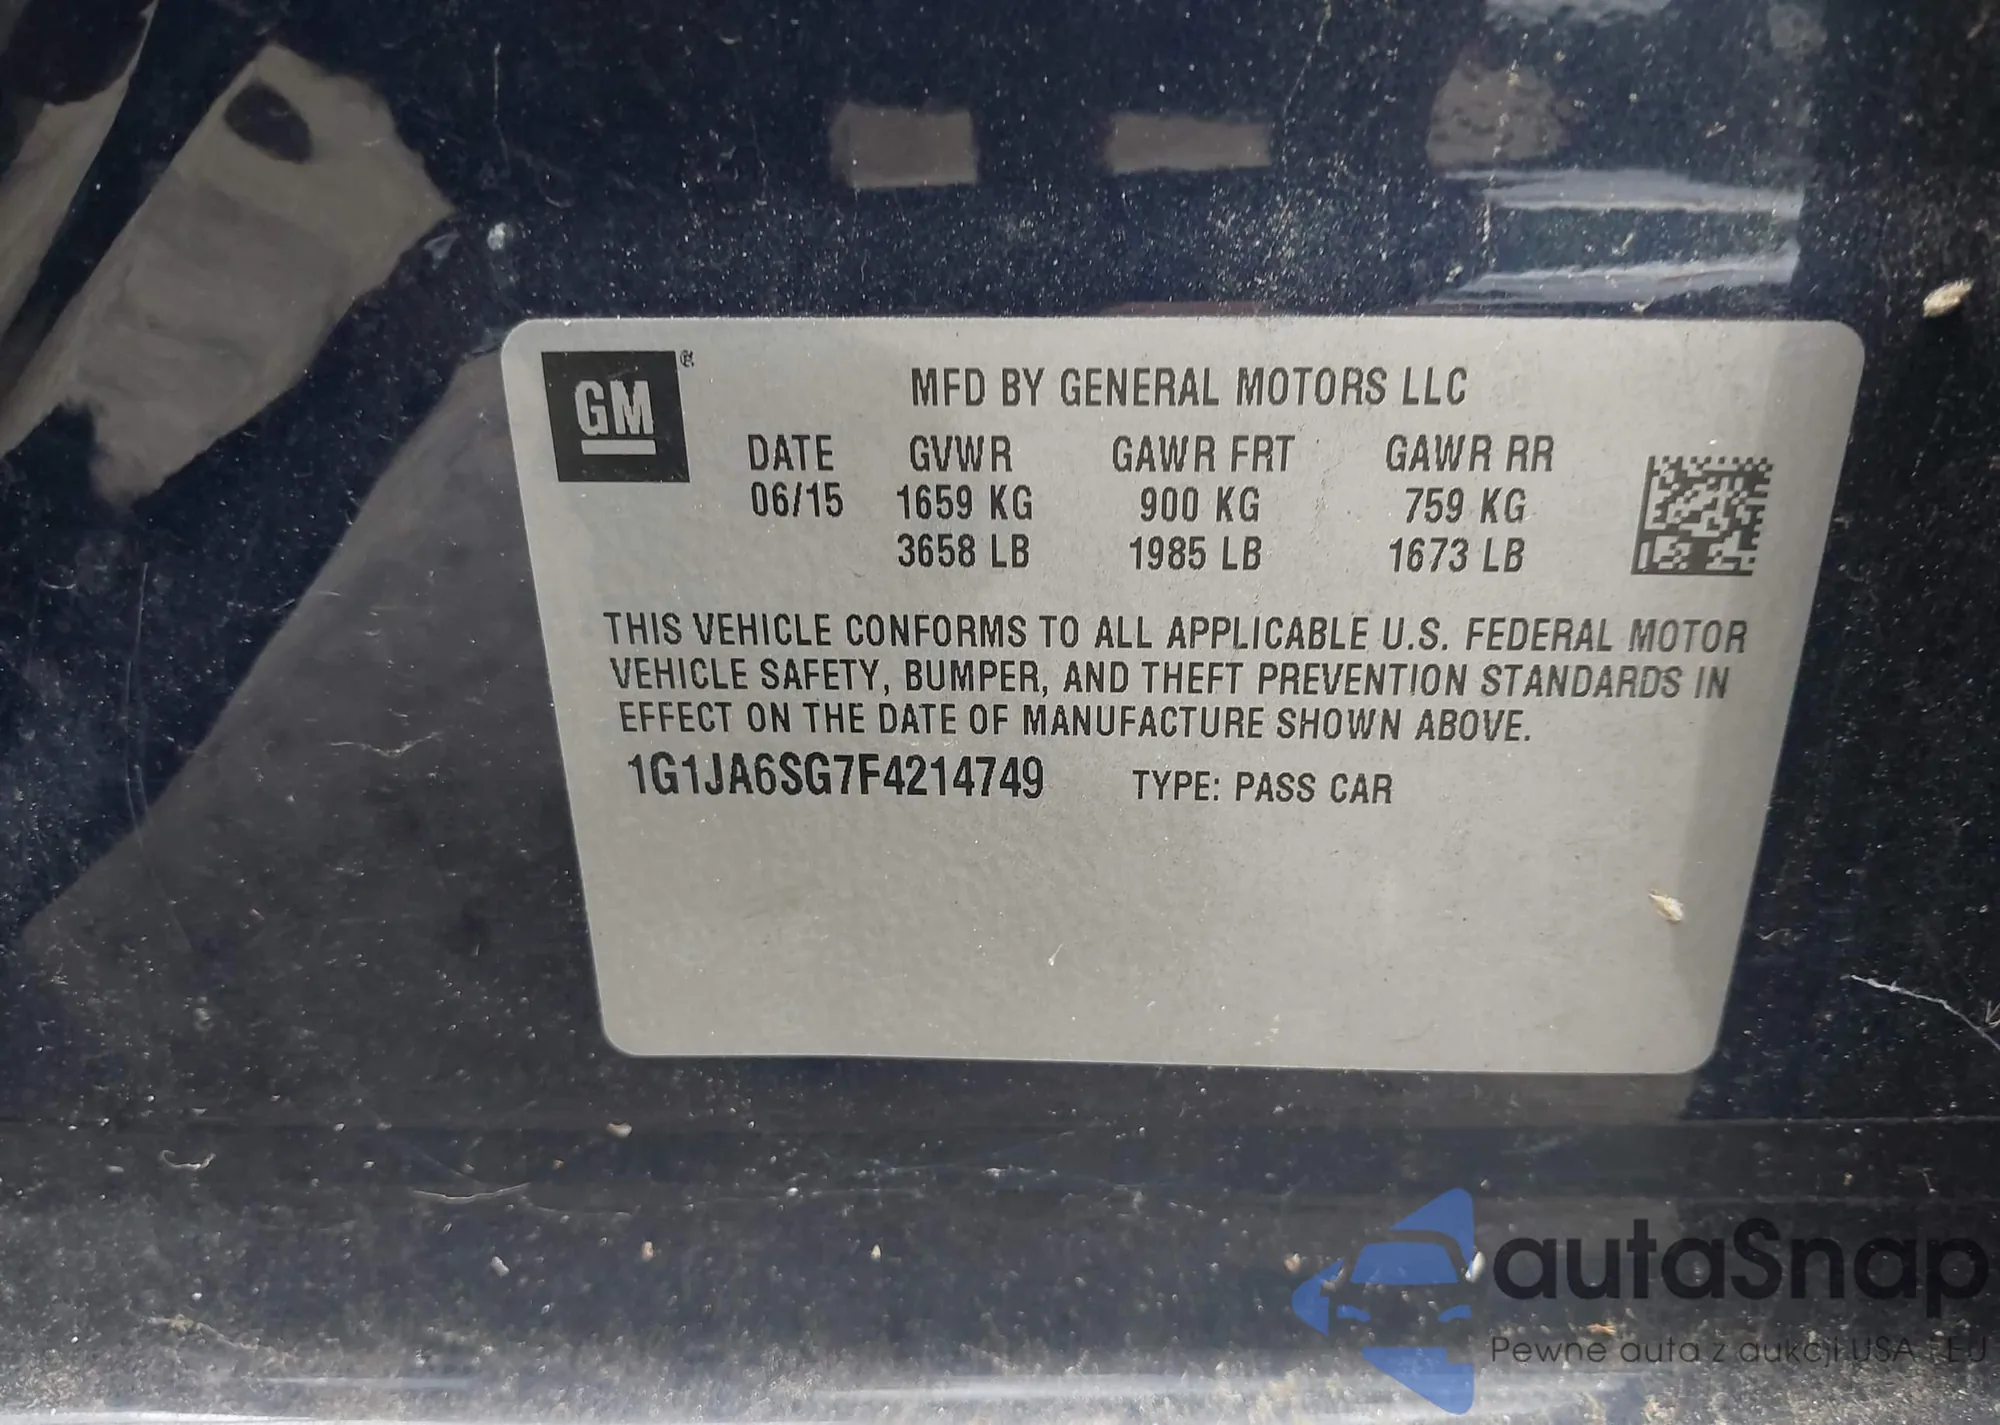 GM ®
MFD BY GENERAL MOTORS LLC
DATE GVWR GAWR FRT GAWR RR
06/15 1659 KG 900 KG 759 KG
3658 LB 1985 LB 1673 LB
THIS VEHICLE CONFORMS TO ALL APPLICABLE U.S. FEDERAL MOTOR
VEHICLE SAFETY, BUMPER, AND THEFT PREVENTION STANDARDS IN
EFFECT ON THE DATE OF MANUFACTURE SHOWN ABOVE.
1G1JA6SG7F4214749 TYPE: PASS CAR
autaSnap
Pewne auta z aukcji USA i EU